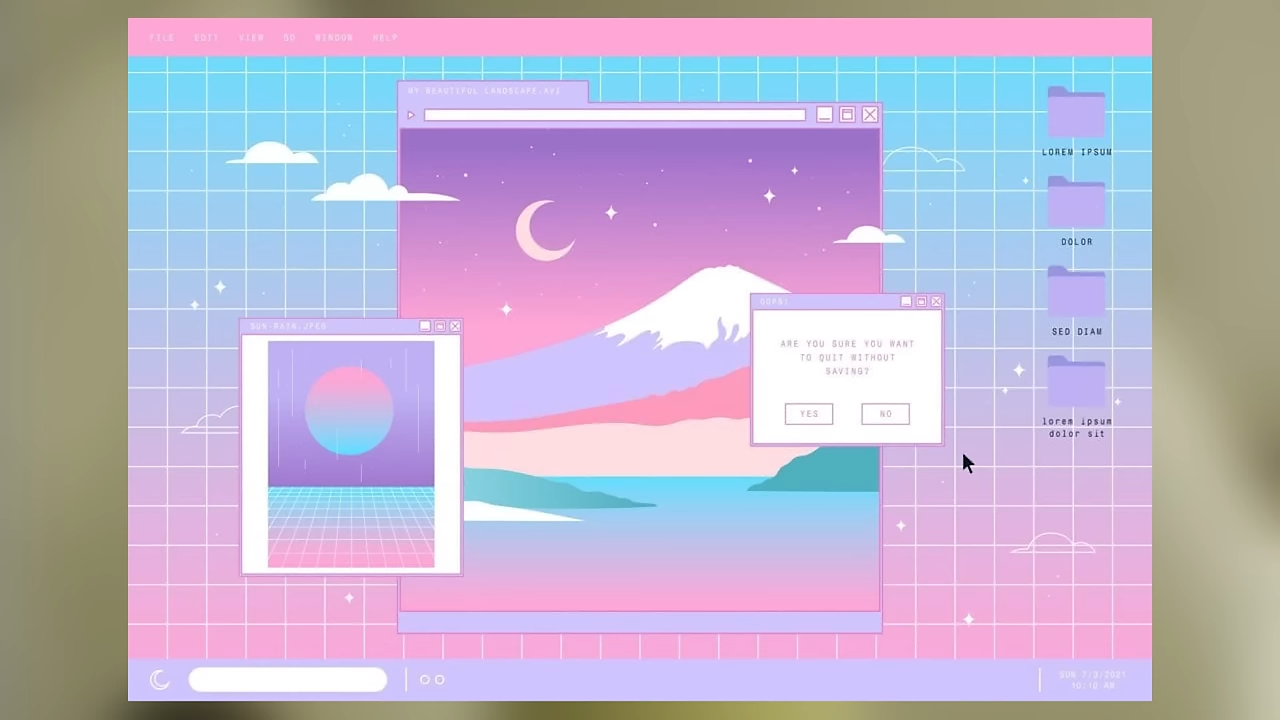 FILE EDIT VIEW GO WINDOW HELP
MY BEAUTIFUL LANDSCAPE.AVI
LOREM IPSUM
DOLOR
SED DIAM
lorem ipsum
dolor sit
OOPS!
ARE YOU SURE YOU WANT
TO QUIT WITHOUT
SAVING?
YES NO
SUN-RAIN.JPEG
SUN 7/3/2021
10:10 AM